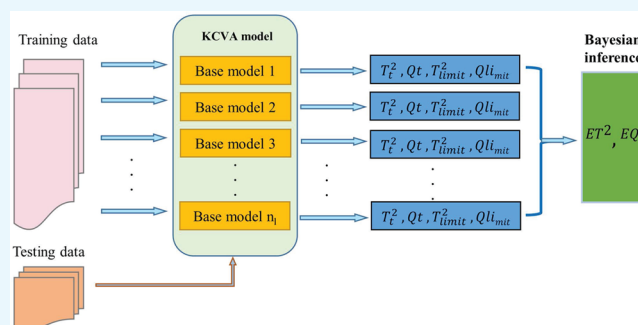 Training data
KCVA model
Bayesian
inference
Base model 1
T_t^2, Qt, T_limit^2, Qli_mit
Base model 2
T_t^2, Qt, T_limit^2, Qli_mit
Base model 3
T_t^2, Qt, T_limit^2, Qli_mit
ET^2, EQ
Base model n_i
T_t^2, Qt, T_limit^2, Qli_mit
Testing data